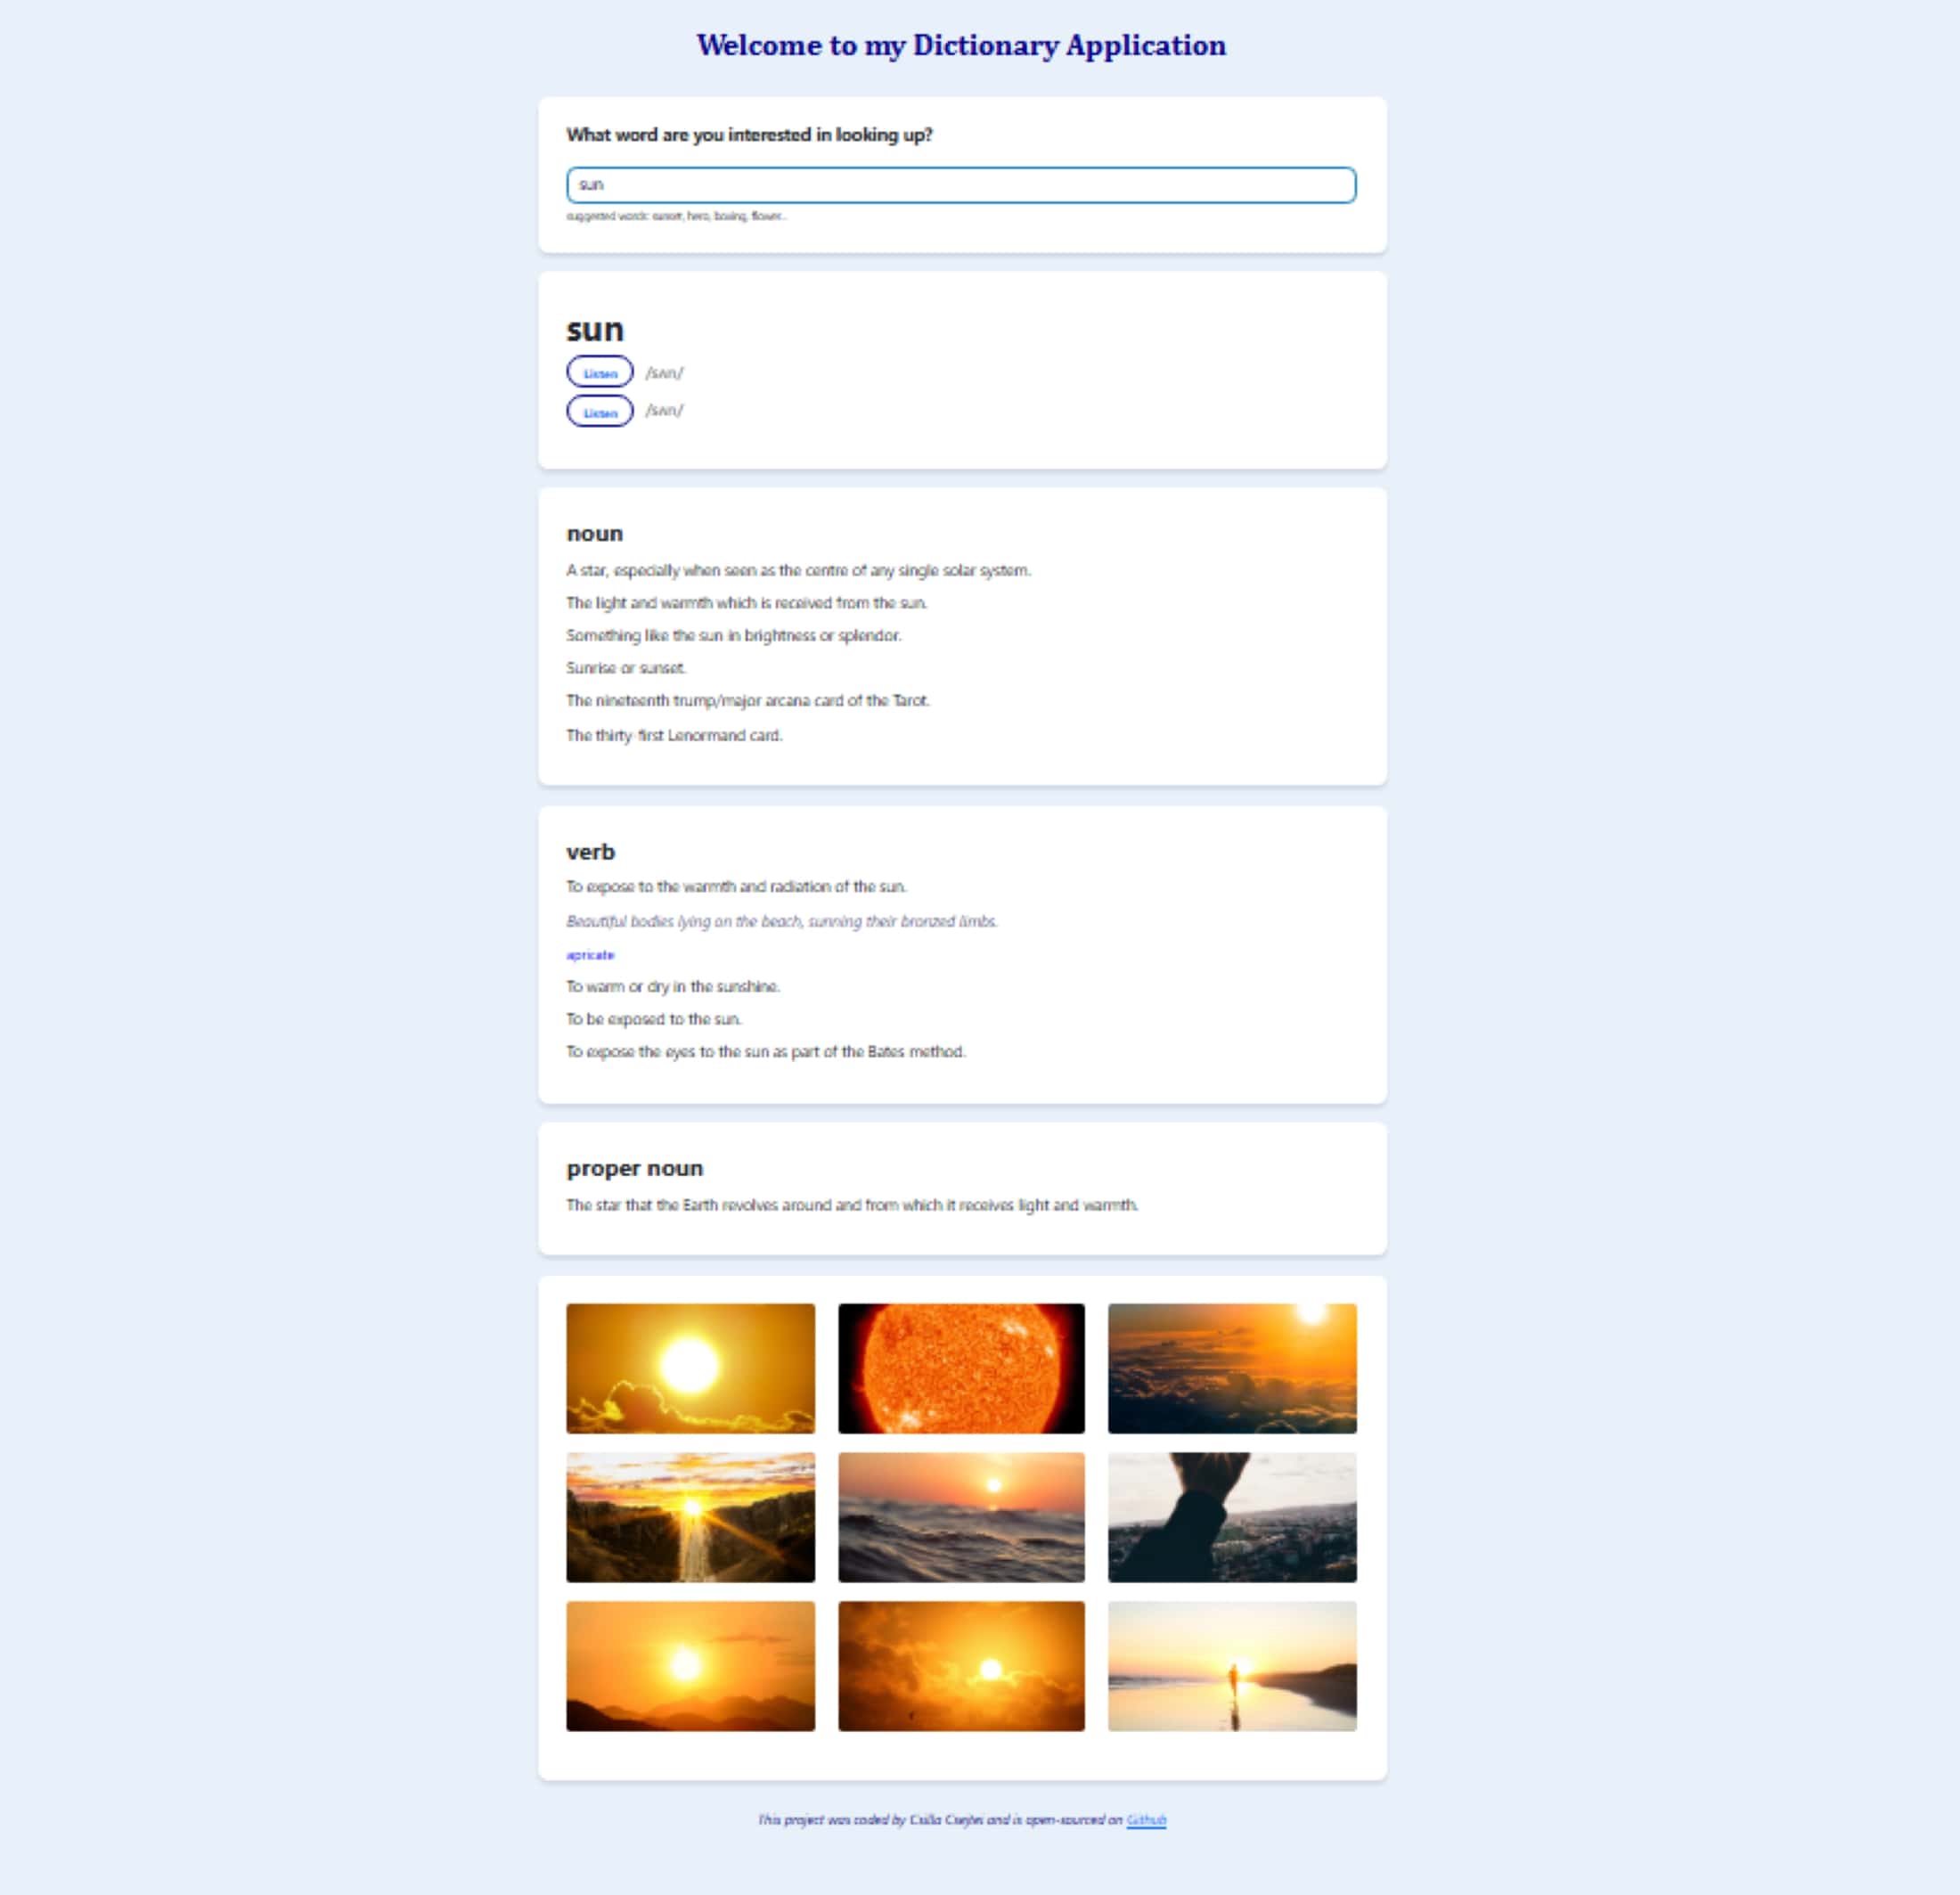 Welcome to my Dictionary Application
What word are you interested in looking up?
sun
suggested words: sunset, hero, boxing, flower...
sun
Listen /sʌn/
Listen /sʌn/
noun
A star, especially when seen as the centre of any single solar system.
The light and warmth which is received from the sun.
Something like the sun in brightness or splendor.
Sunrise or sunset.
The nineteenth trump/major arcana card of the Tarot.
The thirty-first Lenormand card.
verb
To expose to the warmth and radiation of the sun.
Beautiful bodies lying on the beach, sunning their bronzed limbs.
apricate
To warm or dry in the sunshine.
To be exposed to the sun.
To expose the eyes to the sun as part of the Bates method.
proper noun
The star that the Earth revolves around and from which it receives light and warmth.
This project was coded by Csilla and is open-sourced on Github